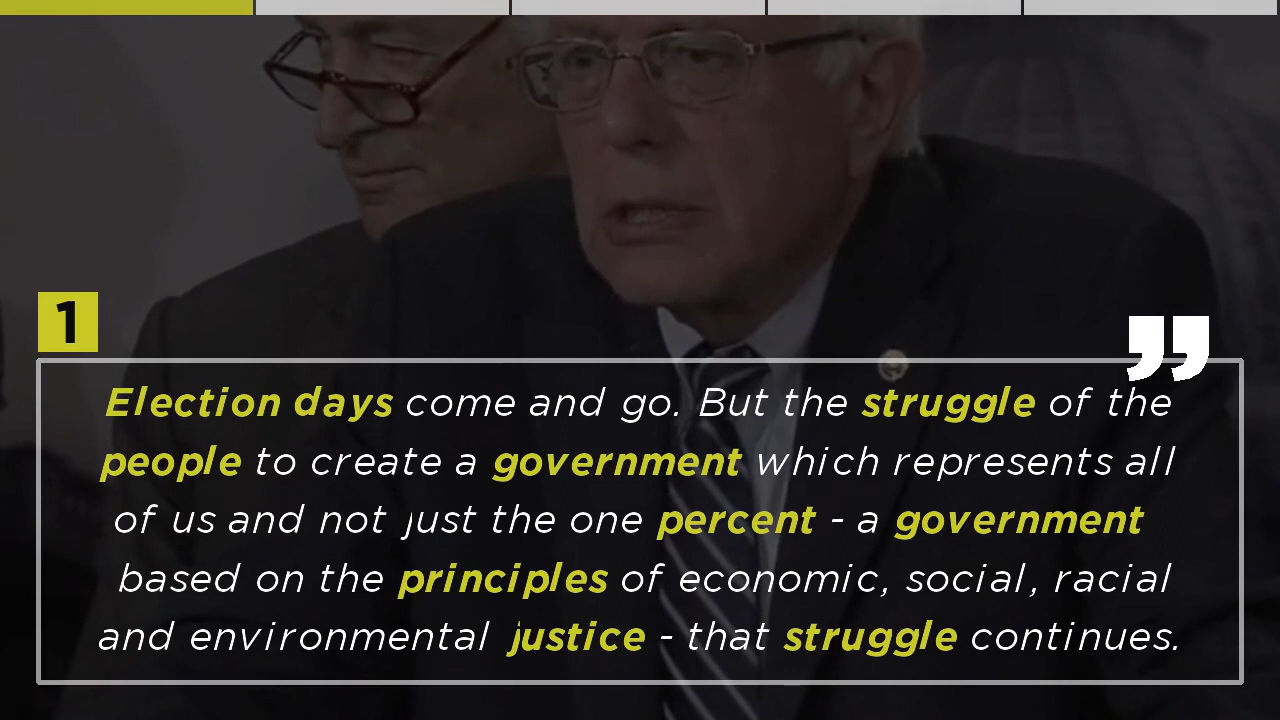 1
”
Election days come and go. But the struggle of the
people to create a government which represents all
of us and not just the one percent - a government
based on the principles of economic, social, racial
and environmental justice - that struggle continues.